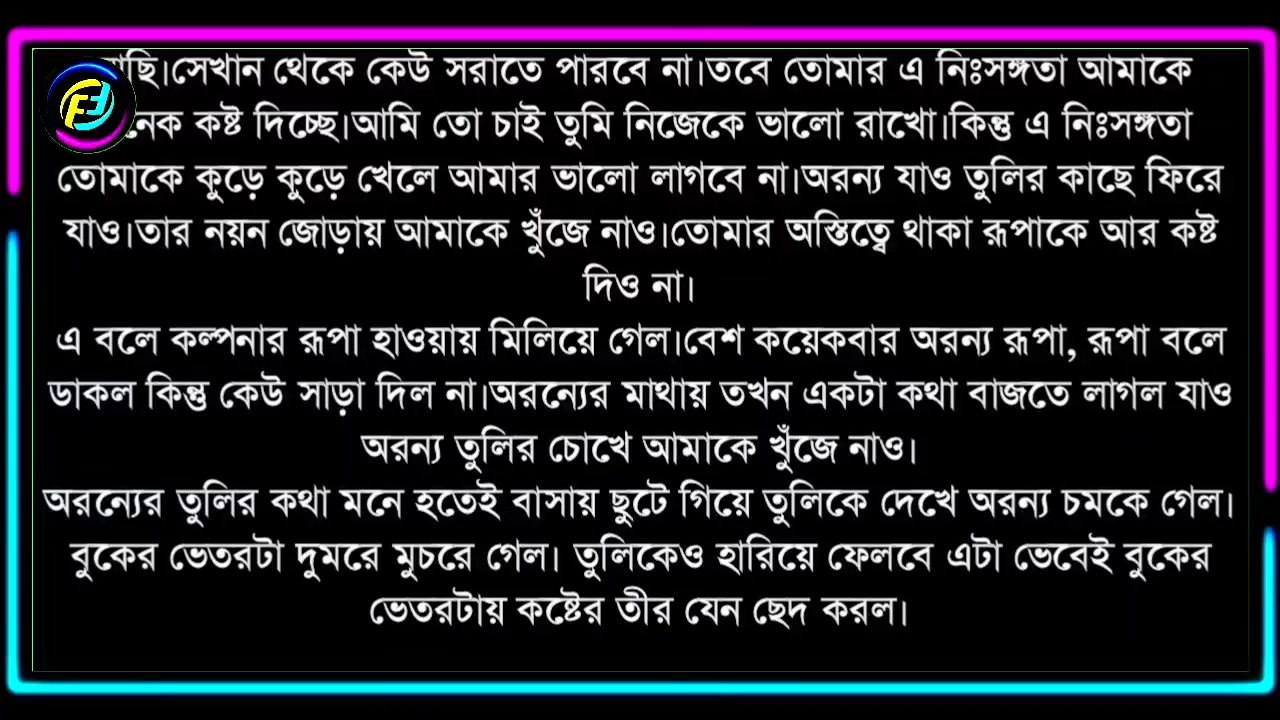 সেখান থেকে কেউ সরাতে পারবে না।তবে তোমার এ নিঃসঙ্গতা আমাকে
কষ্ট দিচ্ছে।আমি তো চাই তুমি নিজেকে ভালো রাখো।কিন্তু এ নিঃসঙ্গতা
তোমাকে কুড়ে কুড়ে খেলে আমার ভালো লাগবে না।অরন্য যাও তুলির কাছে ফিরে
যাও।তার নয়ন জোড়ায় আমাকে খুঁজে নাও।তোমার অস্তিত্বে থাকা রূপাকে আর কষ্ট
দিও না।
এ বলে কল্পনার রূপা হাওয়ায় মিলিয়ে গেল।বেশ কয়েকবার অরন্য রূপা, রূপা বলে
ডাকল কিন্তু কেউ সাড়া দিল না।অরন্যের মাথায় তখন একটা কথা বাজতে লাগল যাও
অরন্য তুলির চোখে আমাকে খুঁজে নাও।
অরন্যের তুলির কথা মনে হতেই বাসায় ছুটে গিয়ে তুলিকে দেখে অরন্য চমকে গেল।
বুকের ভেতরটা দুমরে মুচরে গেল। তুলিকেও হারিয়ে ফেলবে এটা ভেবেই বুকের
ভেতরটায় কষ্টের তীর যেন ছেদ করল।